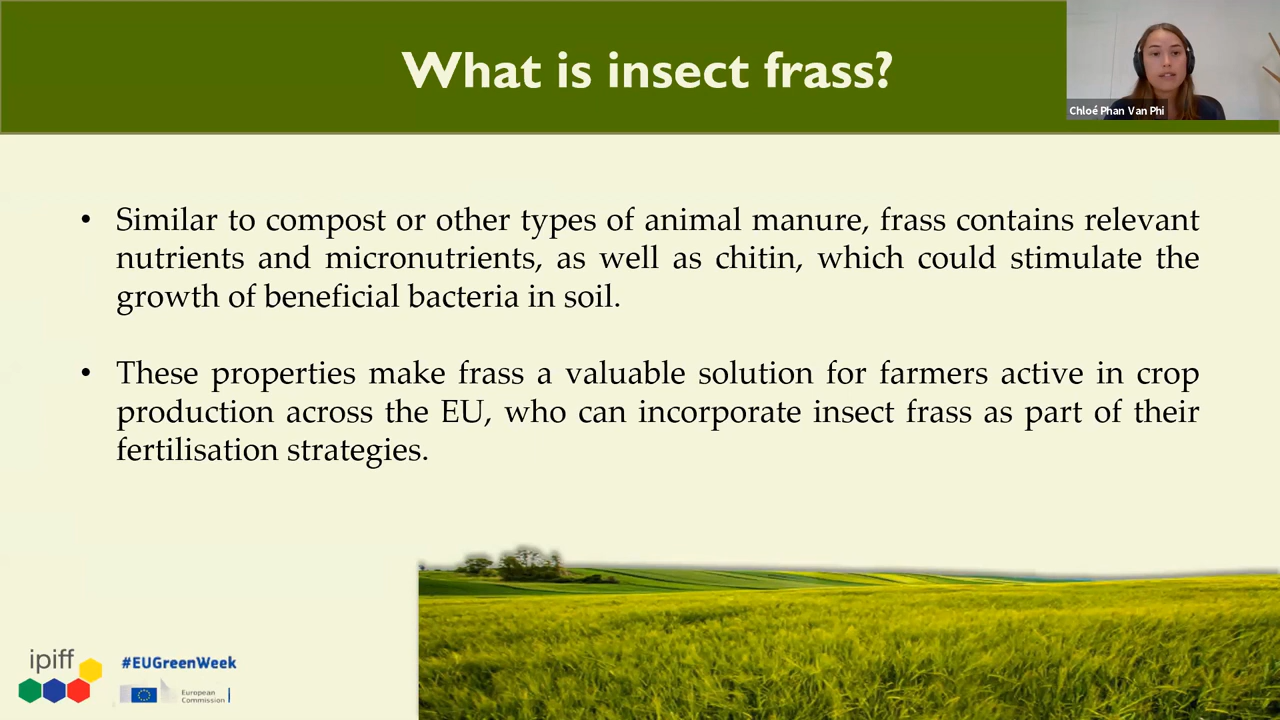 What is insect frass?
Chloé Phan Van Phi
• Similar to compost or other types of animal manure, frass contains relevant
nutrients and micronutrients, as well as chitin, which could stimulate the
growth of beneficial bacteria in soil.
• These properties make frass a valuable solution for farmers active in crop
production across the EU, who can incorporate insect frass as part of their
fertilisation strategies.
ipiff
#EUGreenWeek
European
Commission